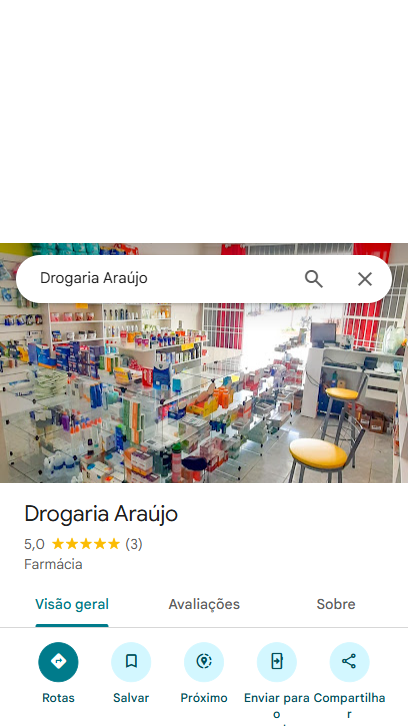 Drogaria Araújo
Drogaria Araújo
5,0 (3)
Farmácia
Visão geral Avaliações Sobre
Rotas Salvar Próximo Enviar para o Compartilhar